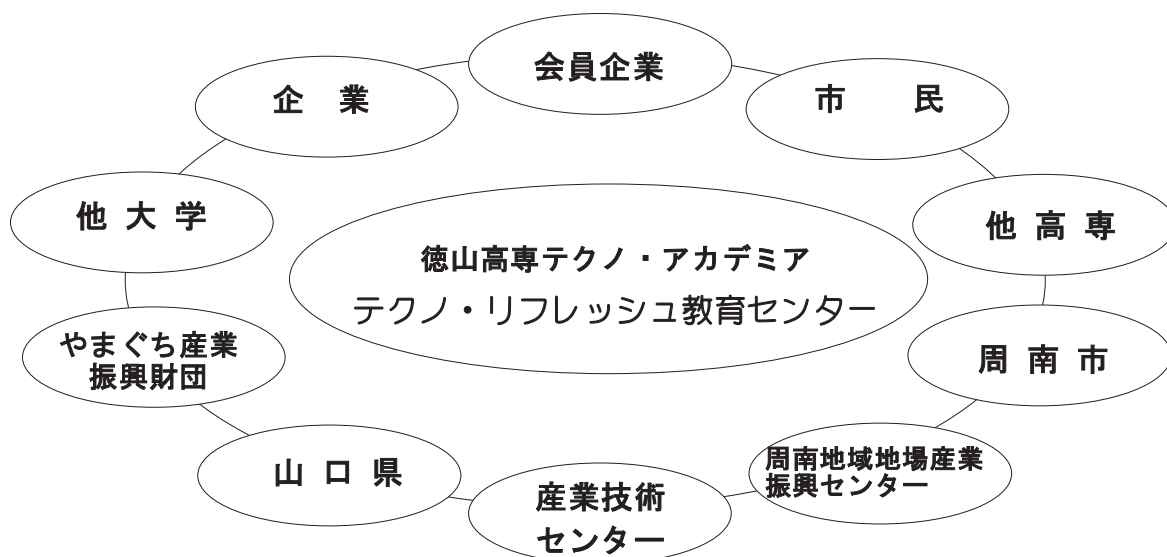 会員企業
企 業
市 民
他 大 学
他 高 専
徳山高専テクノ・アカデミア
テクノ・リフレッシュ教育センター
やまぐち産業
振興財団
周 南 市
山 口 県
周南地域地場産業
振興センター
産業技術
センター